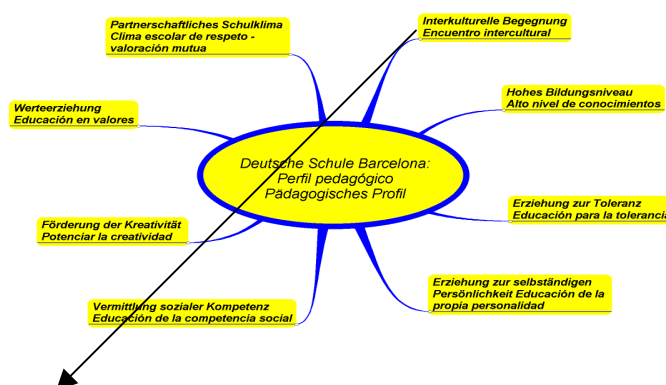 Partnerschaftliches Schulklima
Clima escolar de respeto -
valoración mutua
Interkulturelle Begegnung
Encuentro intercultural
Hohes Bildungsniveau
Alto nivel de conocimientos
Werteerziehung
Educación en valores
Deutsche Schule Barcelona:
Perfil pedagógico
Pädagogisches Profil
Erziehung zur Toleranz
Educación para la tolerancia
Förderung der Kreativität
Potenciar la creatividad
Erziehung zur selbständigen
Persönlichkeit Educación de la
propia personalidad
Vermittlung sozialer Kompetenz
Educación de la competencia social